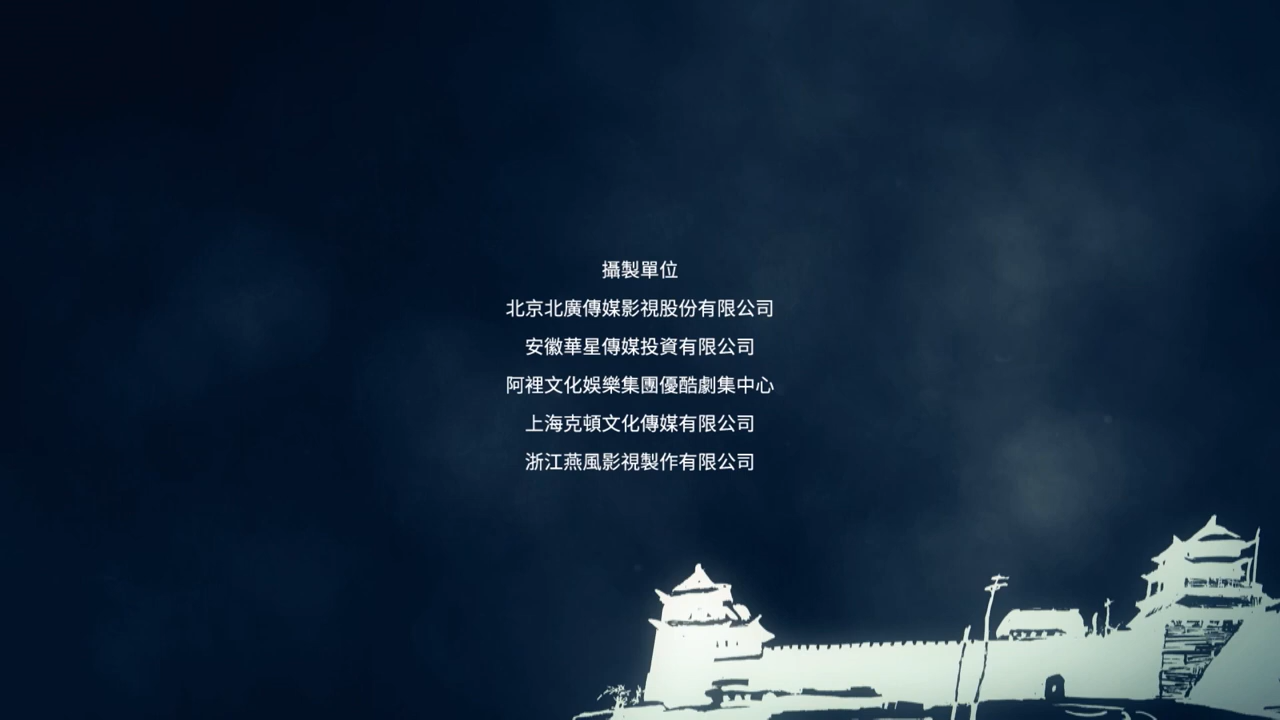 攝製單位
北京北廣傳媒影視股份有限公司
安徽華星傳媒投資有限公司
阿裡文化娛樂集團優酷劇集中心
上海克頓文化傳媒有限公司
浙江燕風影視製作有限公司